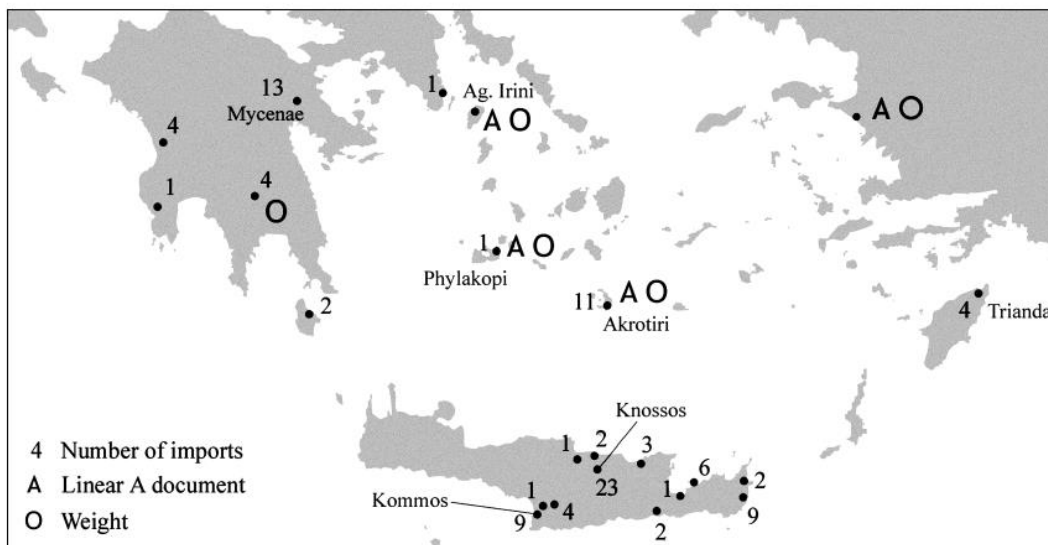 13
Mycenae
1
Ag. Irini
A O
A O
4
1
4
O
1
A O
Phylakopi
2
11
A O
Akrotiri
4
Trianda
Knossos
1
2
3
23
6
1
2
9
2
Kommos
1
4
9
4 Number of imports
A Linear A document
O Weight